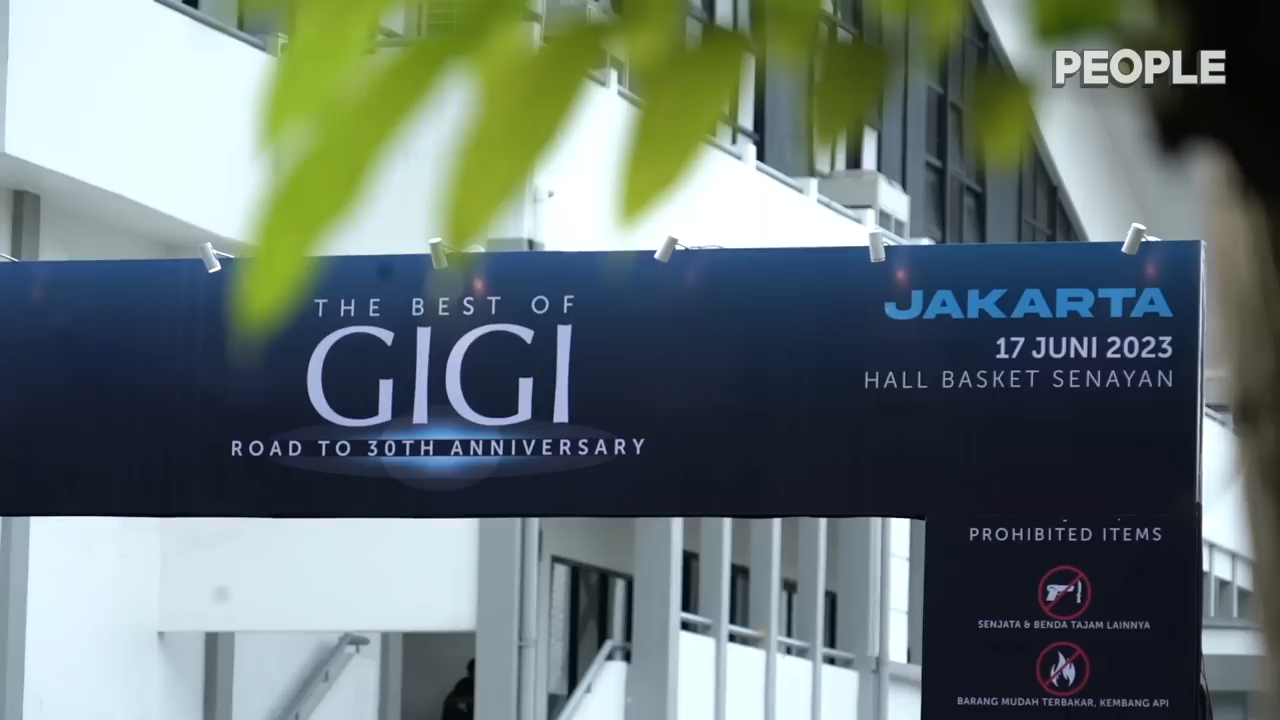 PEOPLE
THE BEST OF
GIGI
ROAD TO 30TH ANNIVERSARY
JAKARTA
17 JUNI 2023
HALL BASKET SENAYAN
PROHIBITED ITEMS
SENJATA & BENDA TAJAM LAINNYA
BARANG MUDAH TERBAKAR, KEMBANG API